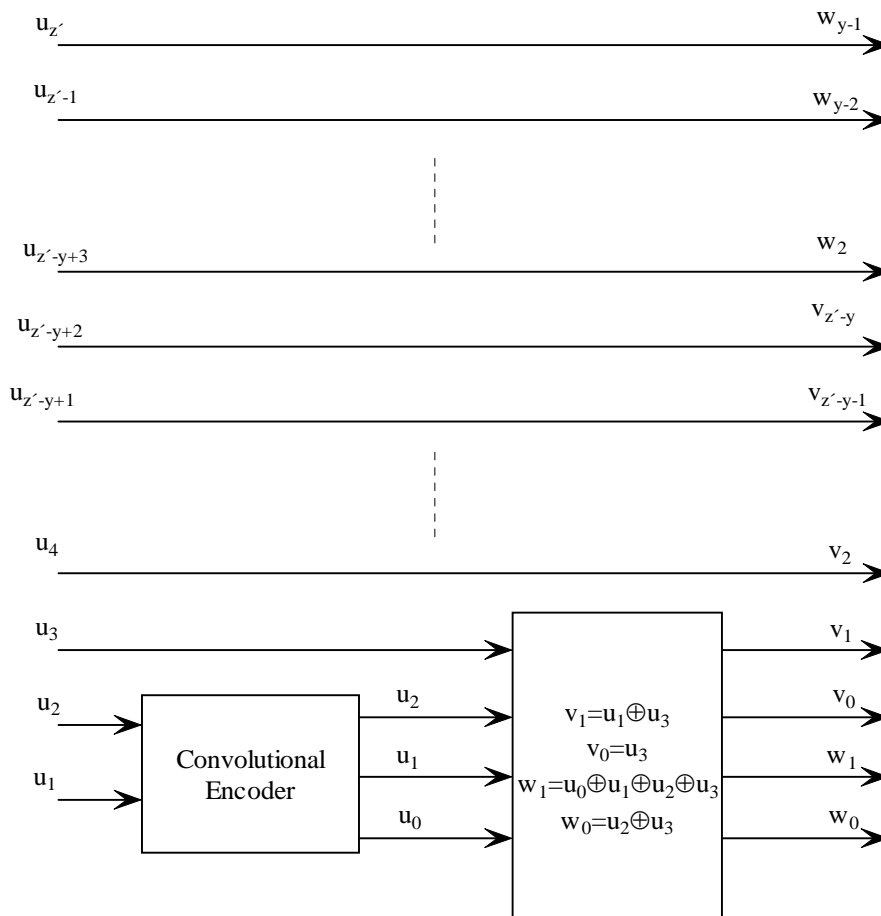 u_z´ w_y-1
u_z´-1 w_y-2
u_z´-y+3 w_2
u_z´-y+2 v_z´-y
u_z´-y+1 v_z´-y-1
u_4 v_2
u_3 v_1
u_2 u_2 v_0
u_1 u_1 w_1
u_0 w_0
Convolutional
Encoder
v_1=u_1⊕u_3
v_0=u_3
w_1=u_0⊕u_1⊕u_2⊕u_3
w_0=u_2⊕u_3